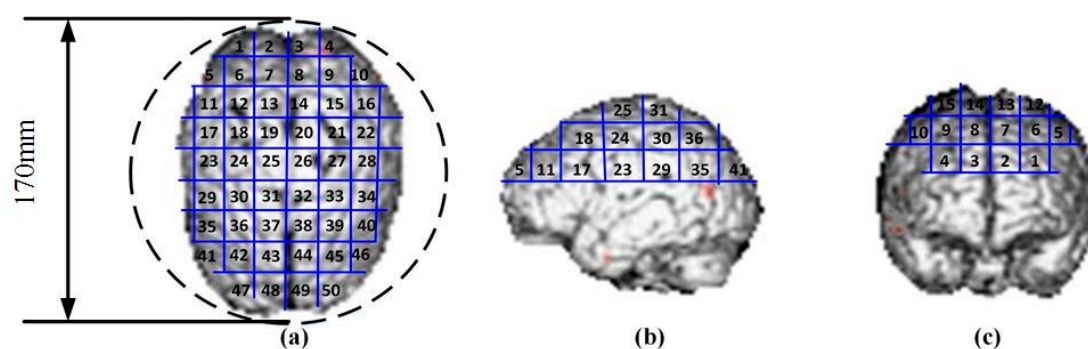 170mm
1 2 3 4
5 6 7 8 9 10
11 12 13 14 15 16
17 18 19 20 21 22
23 24 25 26 27 28
29 30 31 32 33 34
35 36 37 38 39 40
41 42 43 44 45 46
47 48 49 50
(a)
25 31
18 24 30 36
5 11 17 23 29 35 41
(b)
15 14 13 12
10 9 8 7 6 5
4 3 2 1
(c)